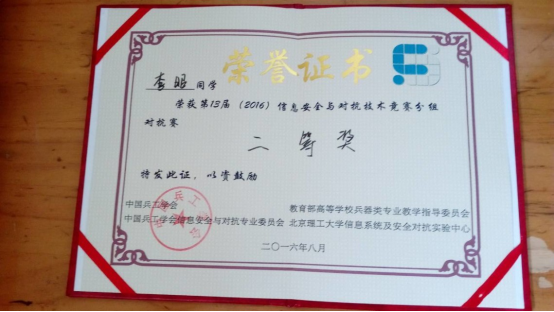 荣誉证书
查明 同学
荣获第13届（2016）信息安全与对抗技术竞赛分组
对抗赛
二等奖
特发此证，以资鼓励
中国兵工学会 教育部高等学校兵器类专业教学指导委员会
中国兵工学会信息安全与对抗专业委员会 北京理工大学信息系统及安全对抗实验中心
二〇一六年八月